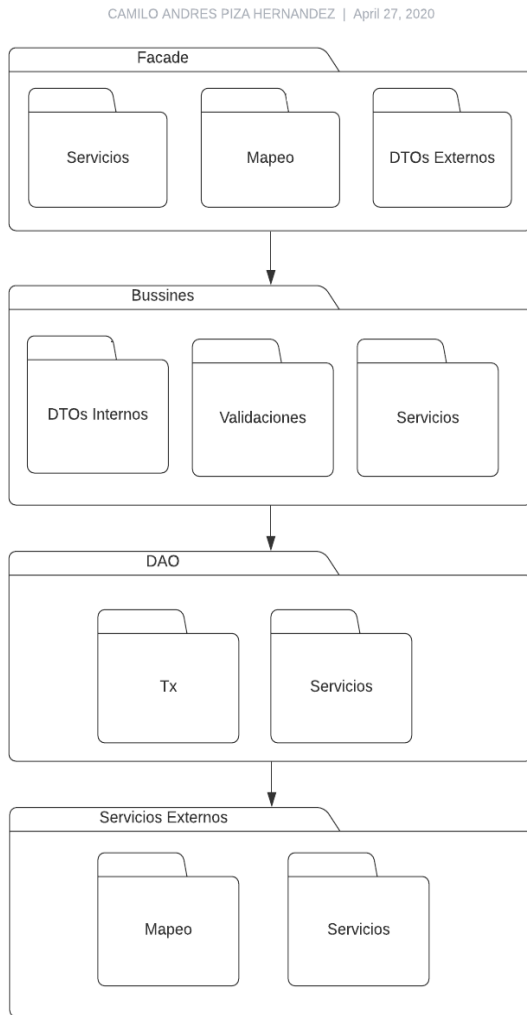 CAMILO ANDRES PIZA HERNANDEZ | April 27, 2020
Facade
Servicios
Mapeo
DTOs Externos
Bussines
DTOs Internos
Validaciones
Servicios
DAO
Tx
Servicios
Servicios Externos
Mapeo
Servicios